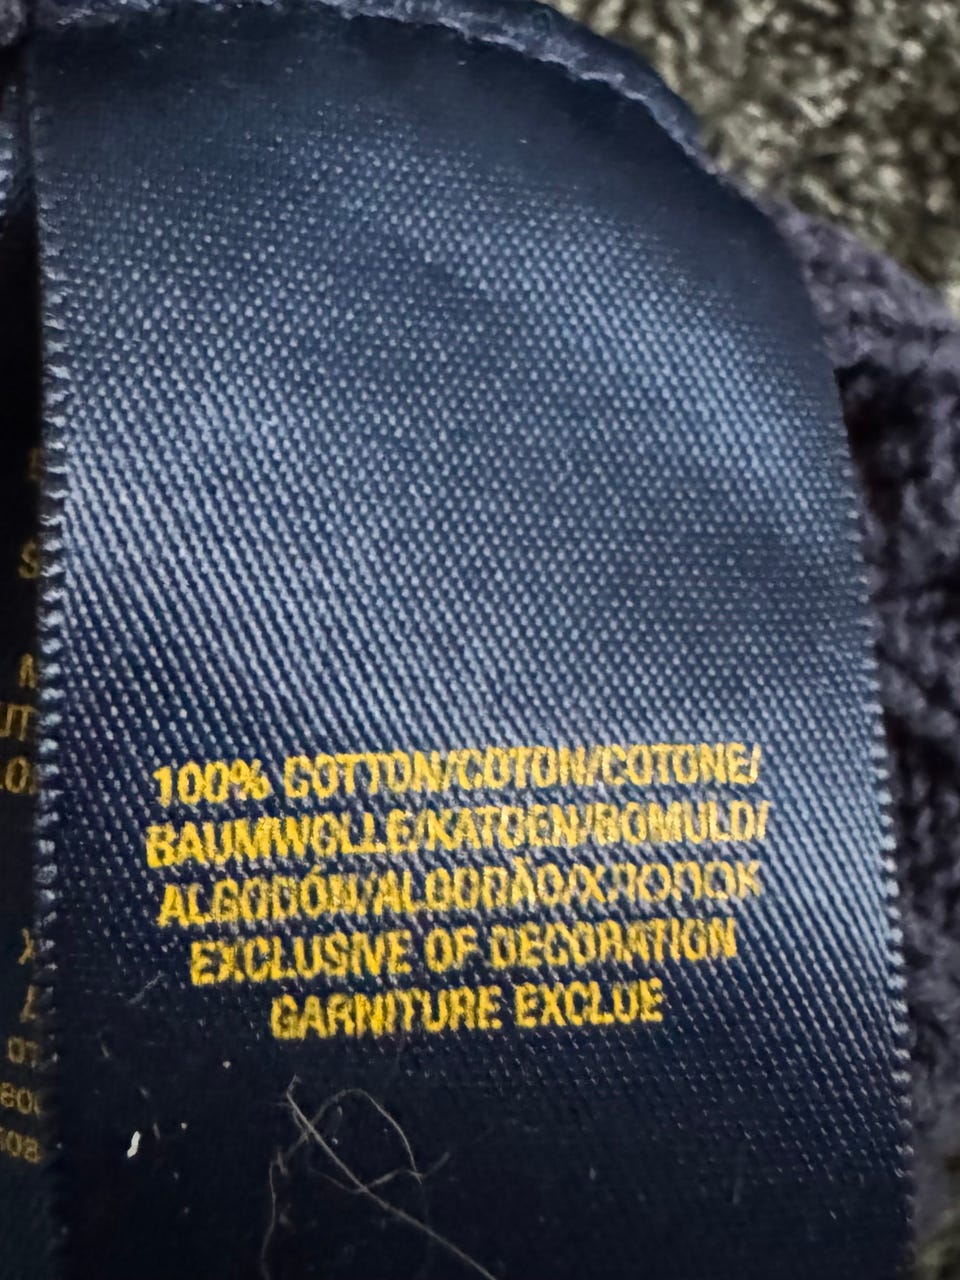 100% COTTON/COTON/COTONE/
BAUMWOLLE/KATOEN/BOMULD/
ALGODÓN/ALGODÃO/ХЛОПОК
EXCLUSIVE OF DECORATION
GARNITURE EXCLUE